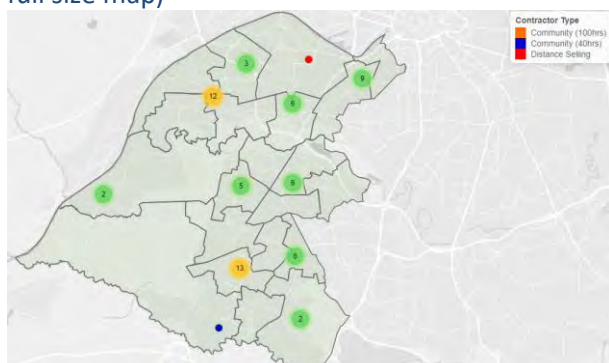 full size map)
Contractor Type
Community (100hrs)
Community (40hrs)
Distance Selling
3
9
12
6
2
5
6
6
13
2